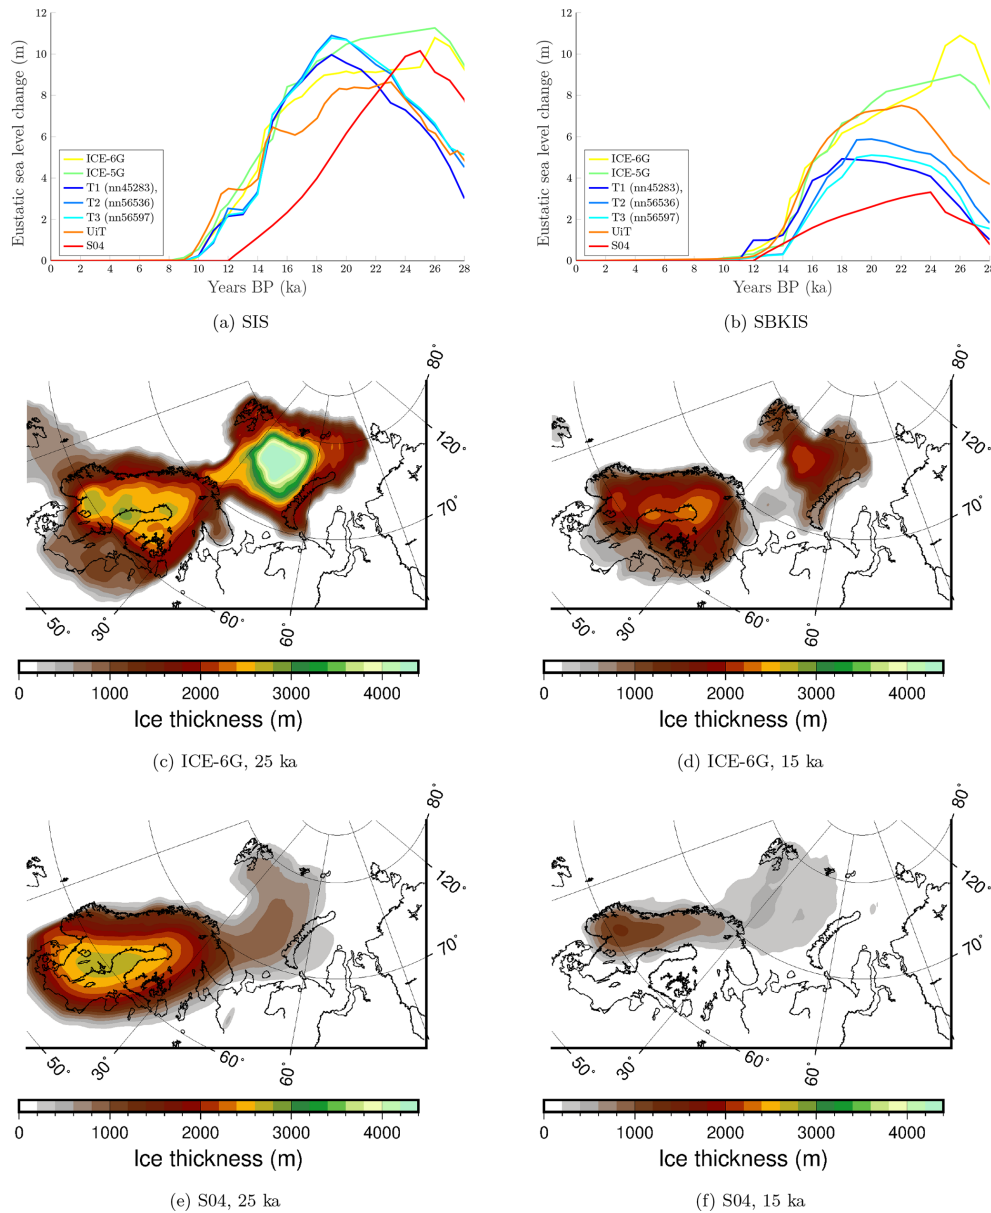 Eustatic sea level change (m)
12
10
8
6
4
2
0
ICE-6G
ICE-5G
T1 (nn45283),
T2 (nn56536)
T3 (nn56597)
UiT
S04
0 2 4 6 8 10 12 14 16 18 20 22 24 26 28
Years BP (ka)
(a) SIS
Eustatic sea level change (m)
12
10
8
6
4
2
0
ICE-6G
ICE-5G
T1 (nn45283),
T2 (nn56536)
T3 (nn56597)
UiT
S04
0 2 4 6 8 10 12 14 16 18 20 22 24 26 28
Years BP (ka)
(b) SBKIS
80°
120°
70°
50° 30° 60° 60°
0 1000 2000 3000 4000
Ice thickness (m)
(c) ICE-6G, 25 ka
80°
120°
70°
50° 30° 60° 60°
0 1000 2000 3000 4000
Ice thickness (m)
(d) ICE-6G, 15 ka
80°
120°
70°
50° 30° 60° 60°
0 1000 2000 3000 4000
Ice thickness (m)
(e) S04, 25 ka
80°
120°
70°
50° 30° 60° 60°
0 1000 2000 3000 4000
Ice thickness (m)
(f) S04, 15 ka